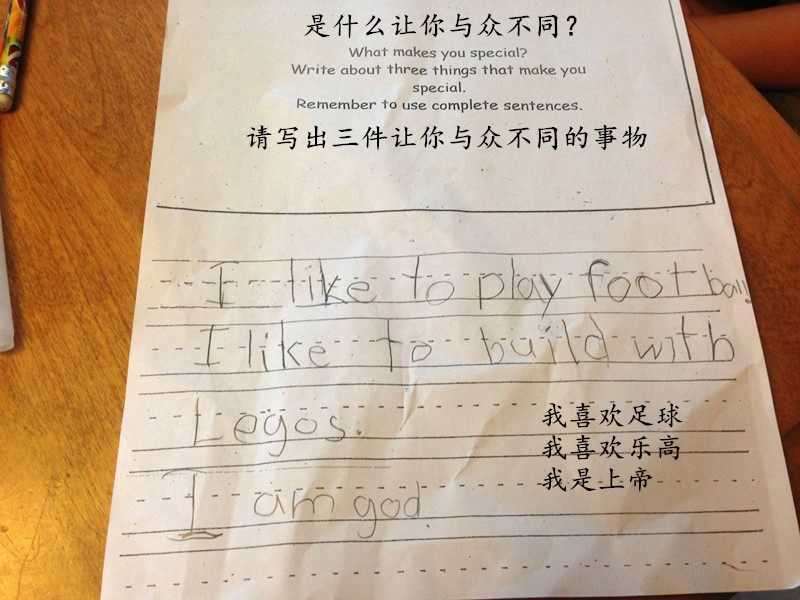 是什么让你与众不同？
What makes you special?
Write about three things that make you
special.
Remember to use complete sentences.
请写出三件让你与众不同的事物
I like to play football
I like to build with
Legos.
I am god
我喜欢足球
我喜欢乐高
我是上帝